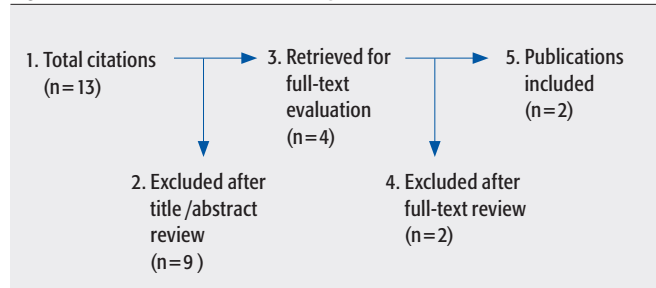 1. Total citations
(n=13)
2. Excluded after
title /abstract
review
(n=9 )
3. Retrieved for
full-text
evaluation
(n=4)
4. Excluded after
full-text review
(n=2)
5. Publications
included
(n=2)